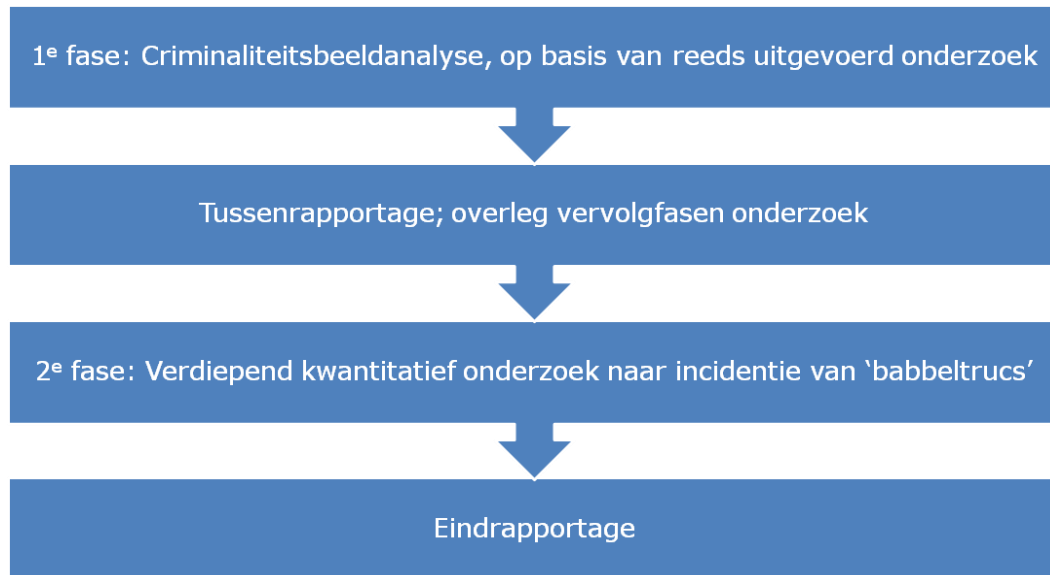 1e fase: Criminaliteitsbeeldanalyse, op basis van reeds uitgevoerd onderzoek
Tussenrapportage; overleg vervolgfasen onderzoek
2e fase: Verdiepend kwantitatief onderzoek naar incidentie van ‘babbeltrucs’
Eindrapportage